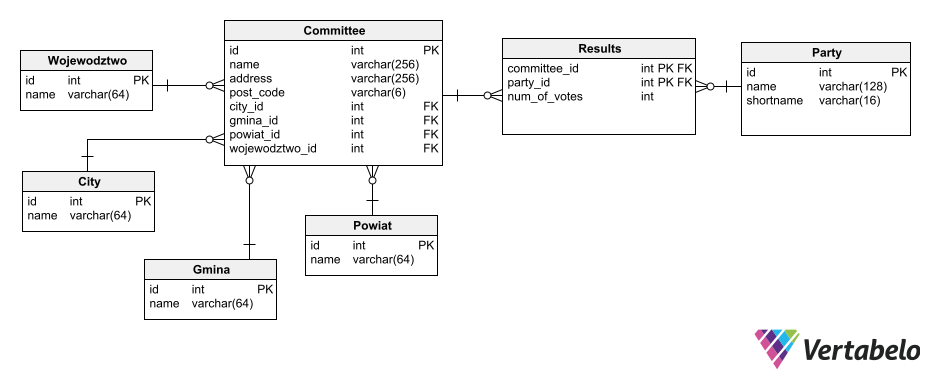 Committee
id int PK
name varchar(256)
address varchar(256)
post_code varchar(6)
city_id int FK
gmina_id int FK
powiat_id int FK
wojewodztwo_id int FK
Wojewodztwo
id int PK
name varchar(64)
Results
committee_id int PK FK
party_id int PK FK
num_of_votes int
Party
id int PK
name varchar(128)
shortname varchar(16)
City
id int PK
name varchar(64)
Powiat
id int PK
name varchar(64)
Gmina
id int PK
name varchar(64)
Vertabelo